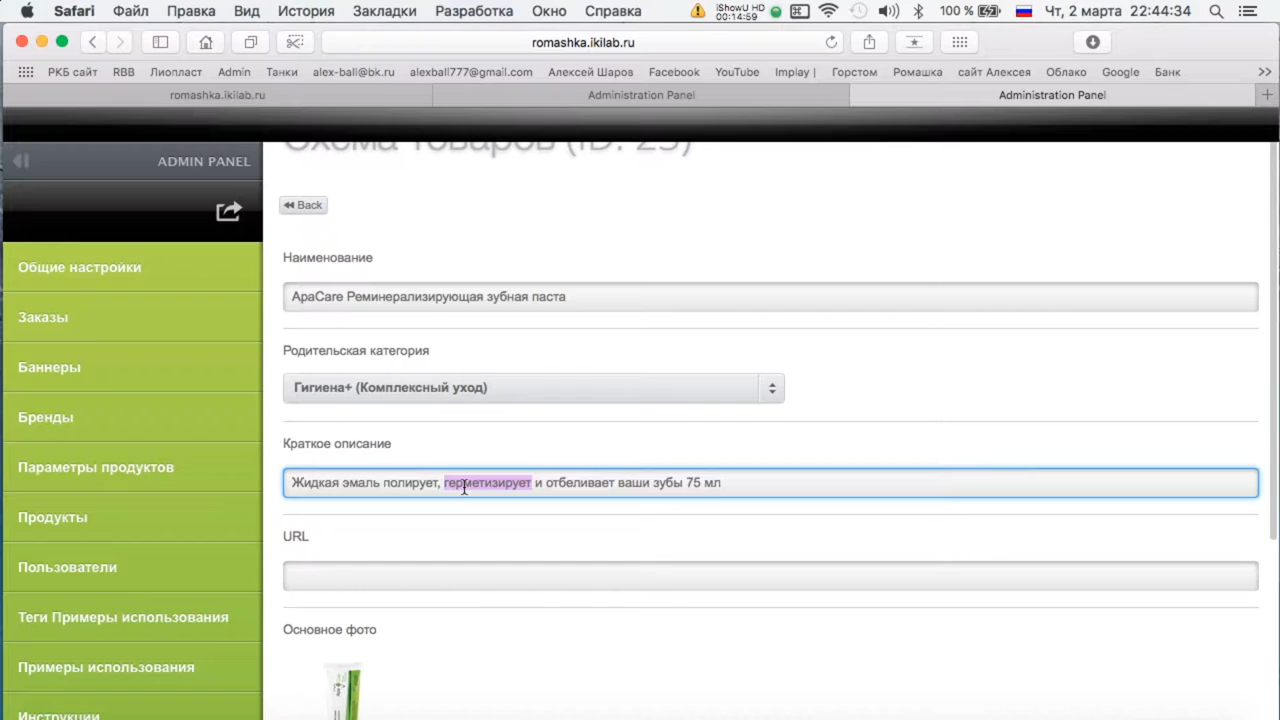 Safari Файл Правка Вид История Закладки Разработка Окно Справка iShowU HD 00:14:59 100 % Чт, 2 марта 22:44:34
romashka.ikilab.ru
РКБ сайт RBB Лиопласт Admin Танки alex-ball@bk.ru alexball777@gmail.com Алексей Шаров Facebook YouTube Implay | Горстом Ромашка сайт Алексея Облако Google Банк >>
romashka.ikilab.ru Administration Panel Administration Panel
ADMIN PANEL
Схема товаров (ID: 25)
Back
Общие настройки
Заказы
Баннеры
Бренды
Параметры продуктов
Продукты
Пользователи
Теги Примеры использования
Примеры использования
Инструкции
Наименование
ApaCare Реминерализирующая зубная паста
Родительская категория
Гигиена+ (Комплексный уход)
Краткое описание
Жидкая эмаль полирует, герметизирует и отбеливает ваши зубы 75 мл
URL
Основное фото